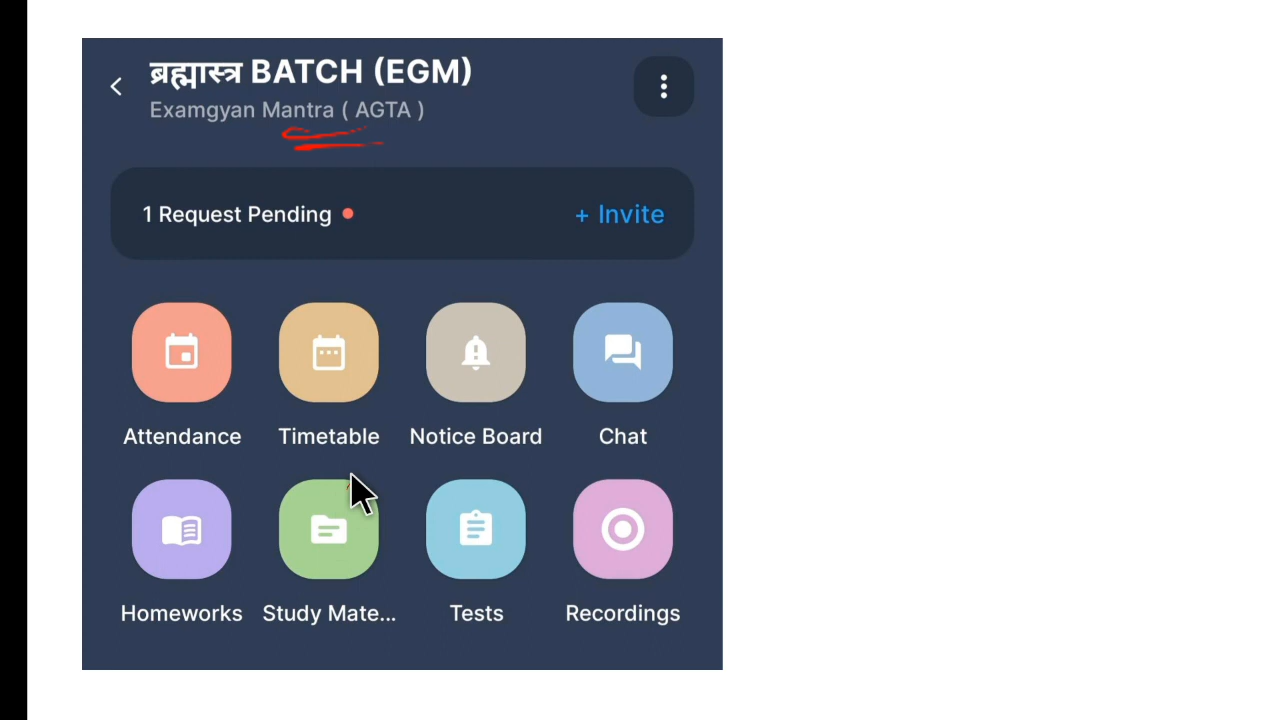 ब्रह्मास्त्र BATCH (EGM)
Examgyan Mantra ( AGTA )
1 Request Pending
+ Invite
Attendance Timetable Notice Board Chat
Homeworks Study Mate... Tests Recordings